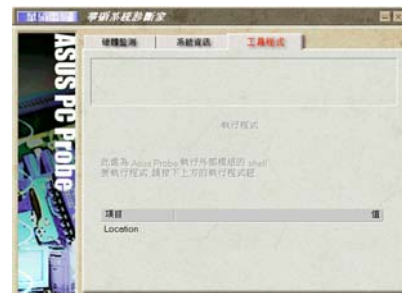 華碩系統診斷家
硬體監測 系統資訊 工具程式
ASUS PC Probe
執行程式
此處為 Asus Probe 執行外部模組的 shell
要執行程式 請按下上方的執行程式鈕
項目 值
Location